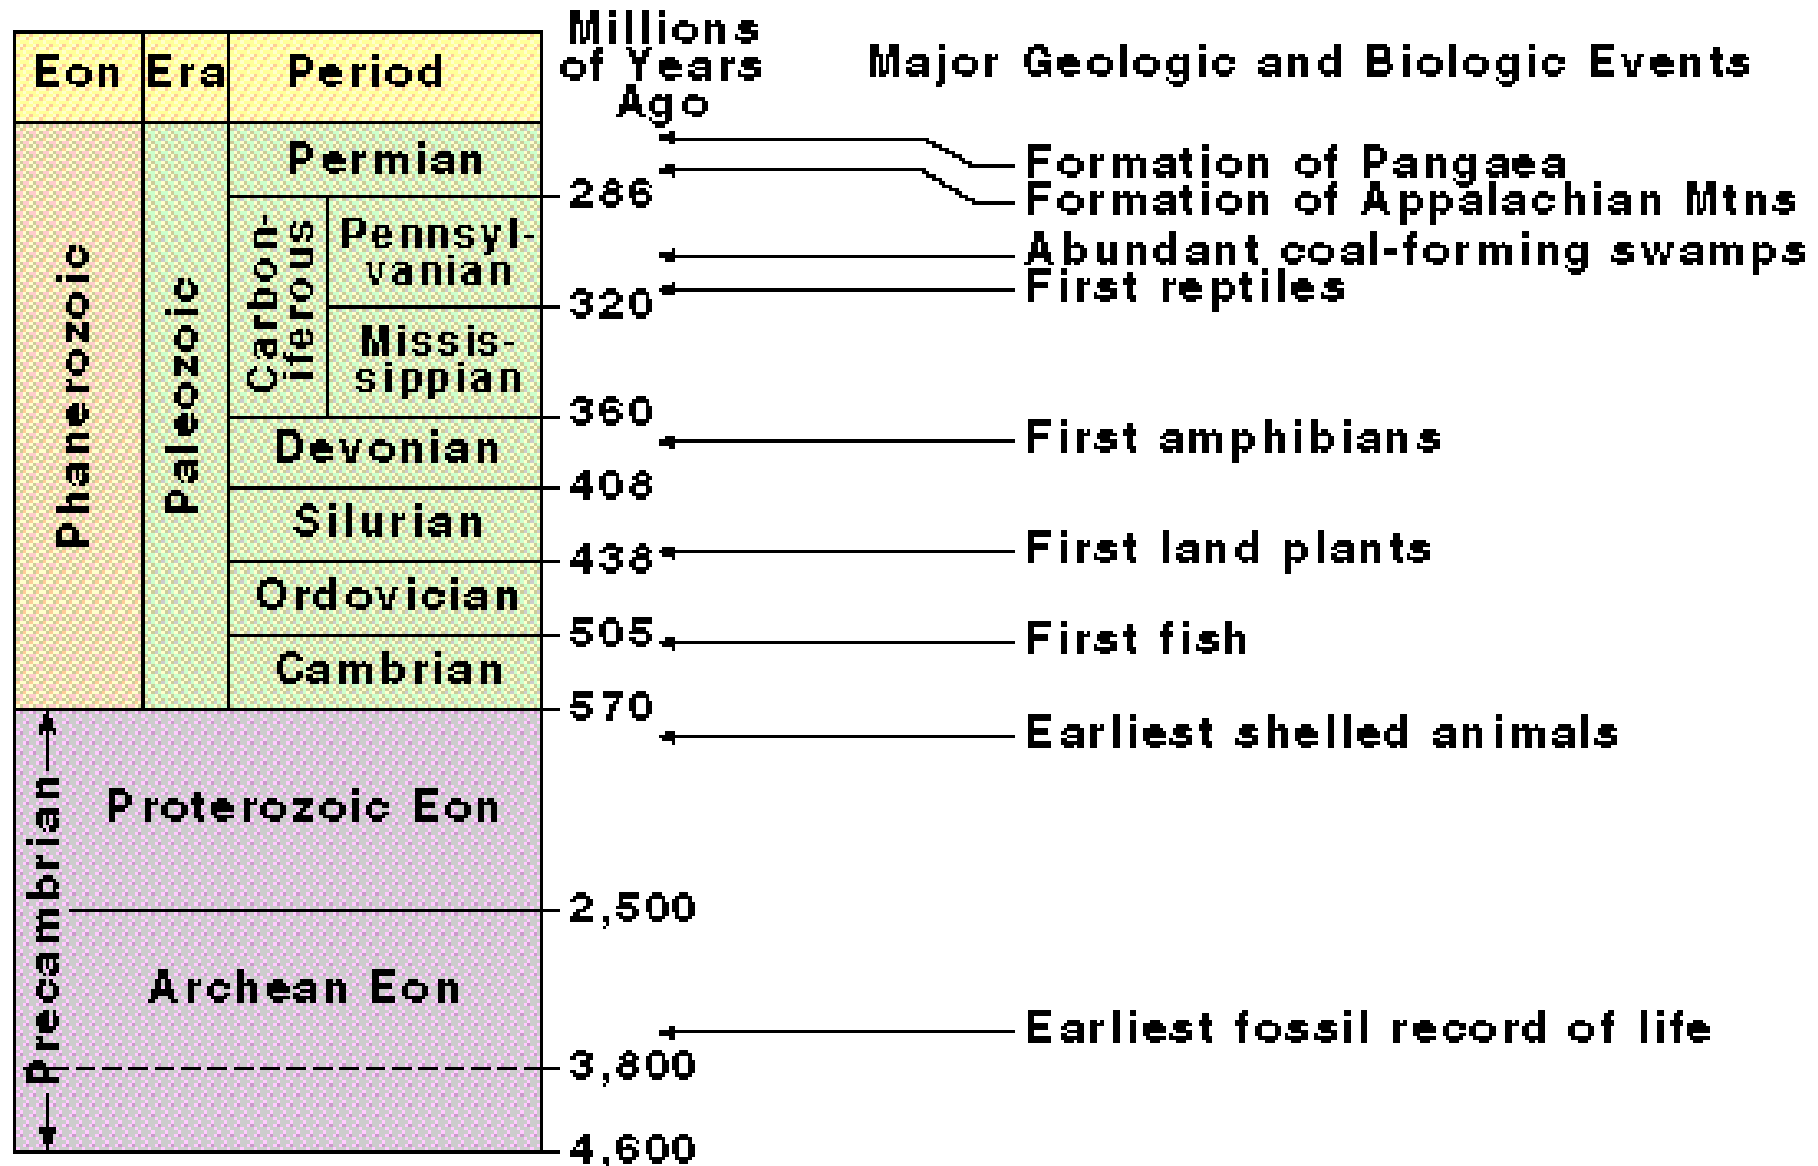 Eon Era Period Millions of Years Ago Major Geologic and Biologic Events
Phanerozoic
Paleozoic
Permian
Formation of Pangaea
Formation of Appalachian Mtns
286
Carbon-
iferous
Pennsyl-
vanian
Abundant coal-forming swamps
First reptiles
320
Missis-
sippian
360
Devonian
First amphibians
408
Silurian
First land plants
438
Ordovician
505
First fish
Cambrian
570
Earliest shelled animals
Precambrian
Proterozoic Eon
2,500
Archean Eon
Earliest fossil record of life
3,800
4,600